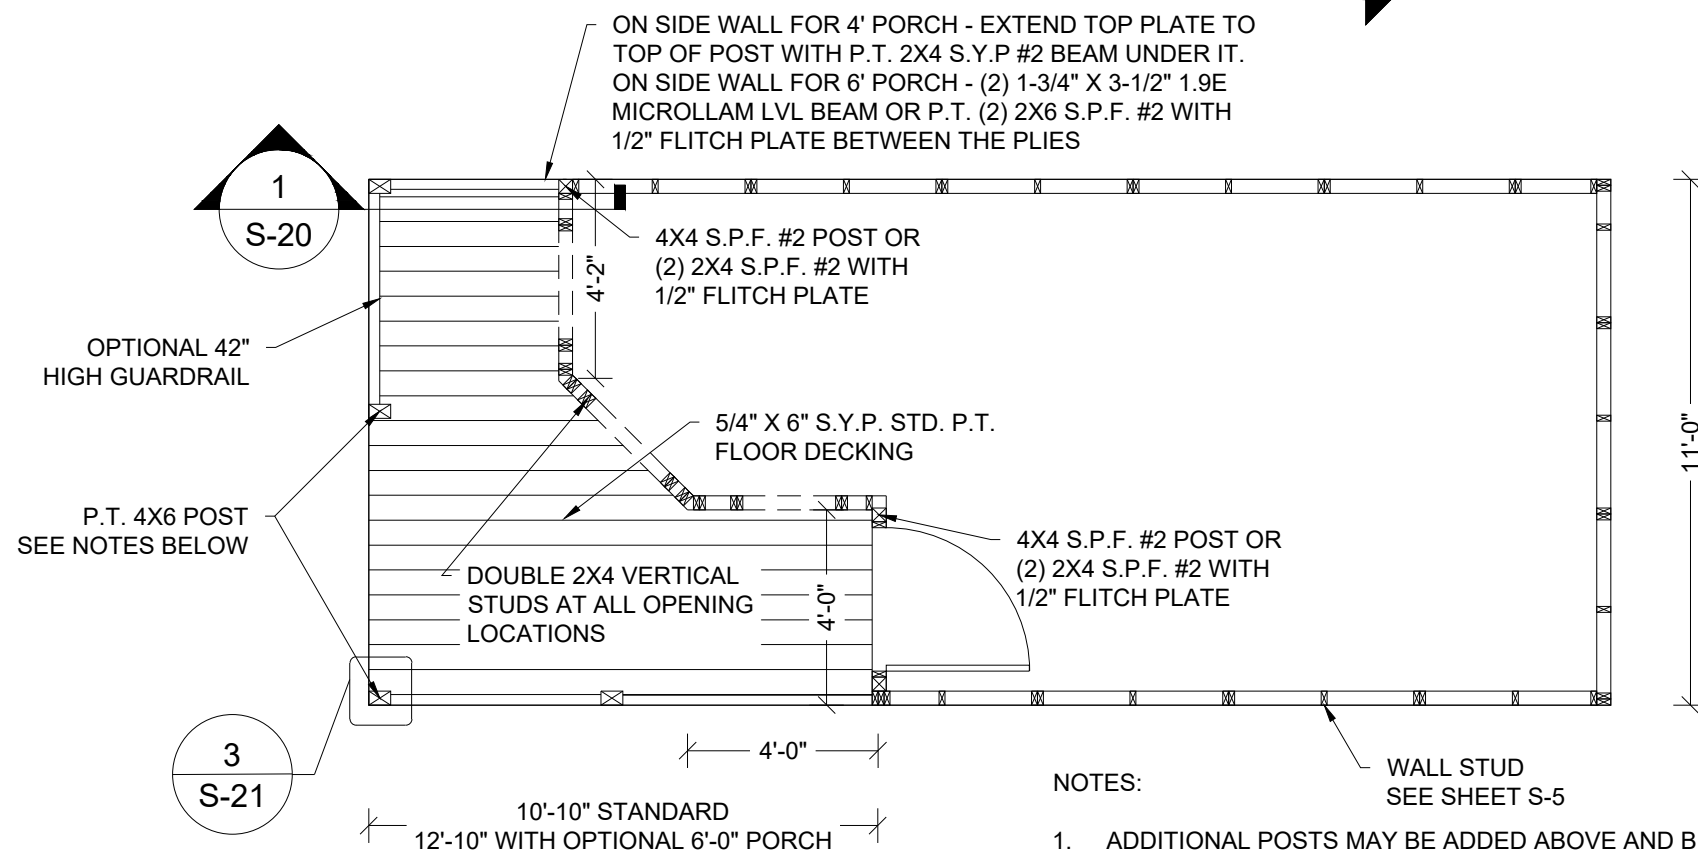 ON SIDE WALL FOR 4' PORCH - EXTEND TOP PLATE TO
TOP OF POST WITH P.T. 2X4 S.Y.P #2 BEAM UNDER IT.
ON SIDE WALL FOR 6' PORCH - (2) 1-3/4" X 3-1/2" 1.9E
MICROLLAM LVL BEAM OR P.T. (2) 2X6 S.P.F. #2 WITH
1/2" FLITCH PLATE BETWEEN THE PLIES
1
S-20
4X4 S.P.F. #2 POST OR
(2) 2X4 S.P.F. #2 WITH
1/2" FLITCH PLATE
4'-2"
OPTIONAL 42"
HIGH GUARDRAIL
5/4" X 6" S.Y.P. STD. P.T.
FLOOR DECKING
11'-0"
P.T. 4X6 POST
SEE NOTES BELOW
4X4 S.P.F. #2 POST OR
(2) 2X4 S.P.F. #2 WITH
1/2" FLITCH PLATE
DOUBLE 2X4 VERTICAL
STUDS AT ALL OPENING
LOCATIONS
4'-0"
3
S-21
4'-0"
WALL STUD
SEE SHEET S-5
10'-10" STANDARD
12'-10" WITH OPTIONAL 6'-0" PORCH
NOTES:
1. ADDITIONAL POSTS MAY BE ADDED ABOVE AND B